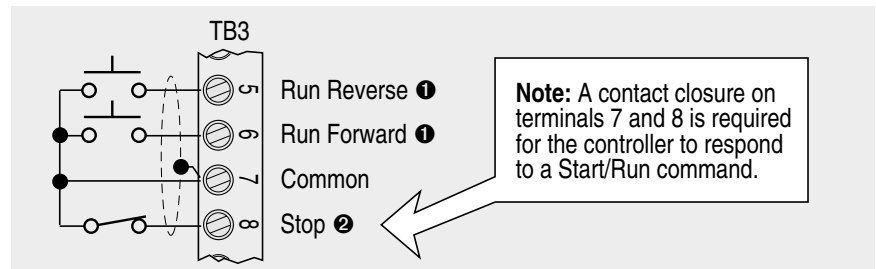 TB3
5 Run Reverse ❶
6 Run Forward ❶
7 Common
8 Stop ❷
Note: A contact closure on
terminals 7 and 8 is required
for the controller to respond
to a Start/Run command.